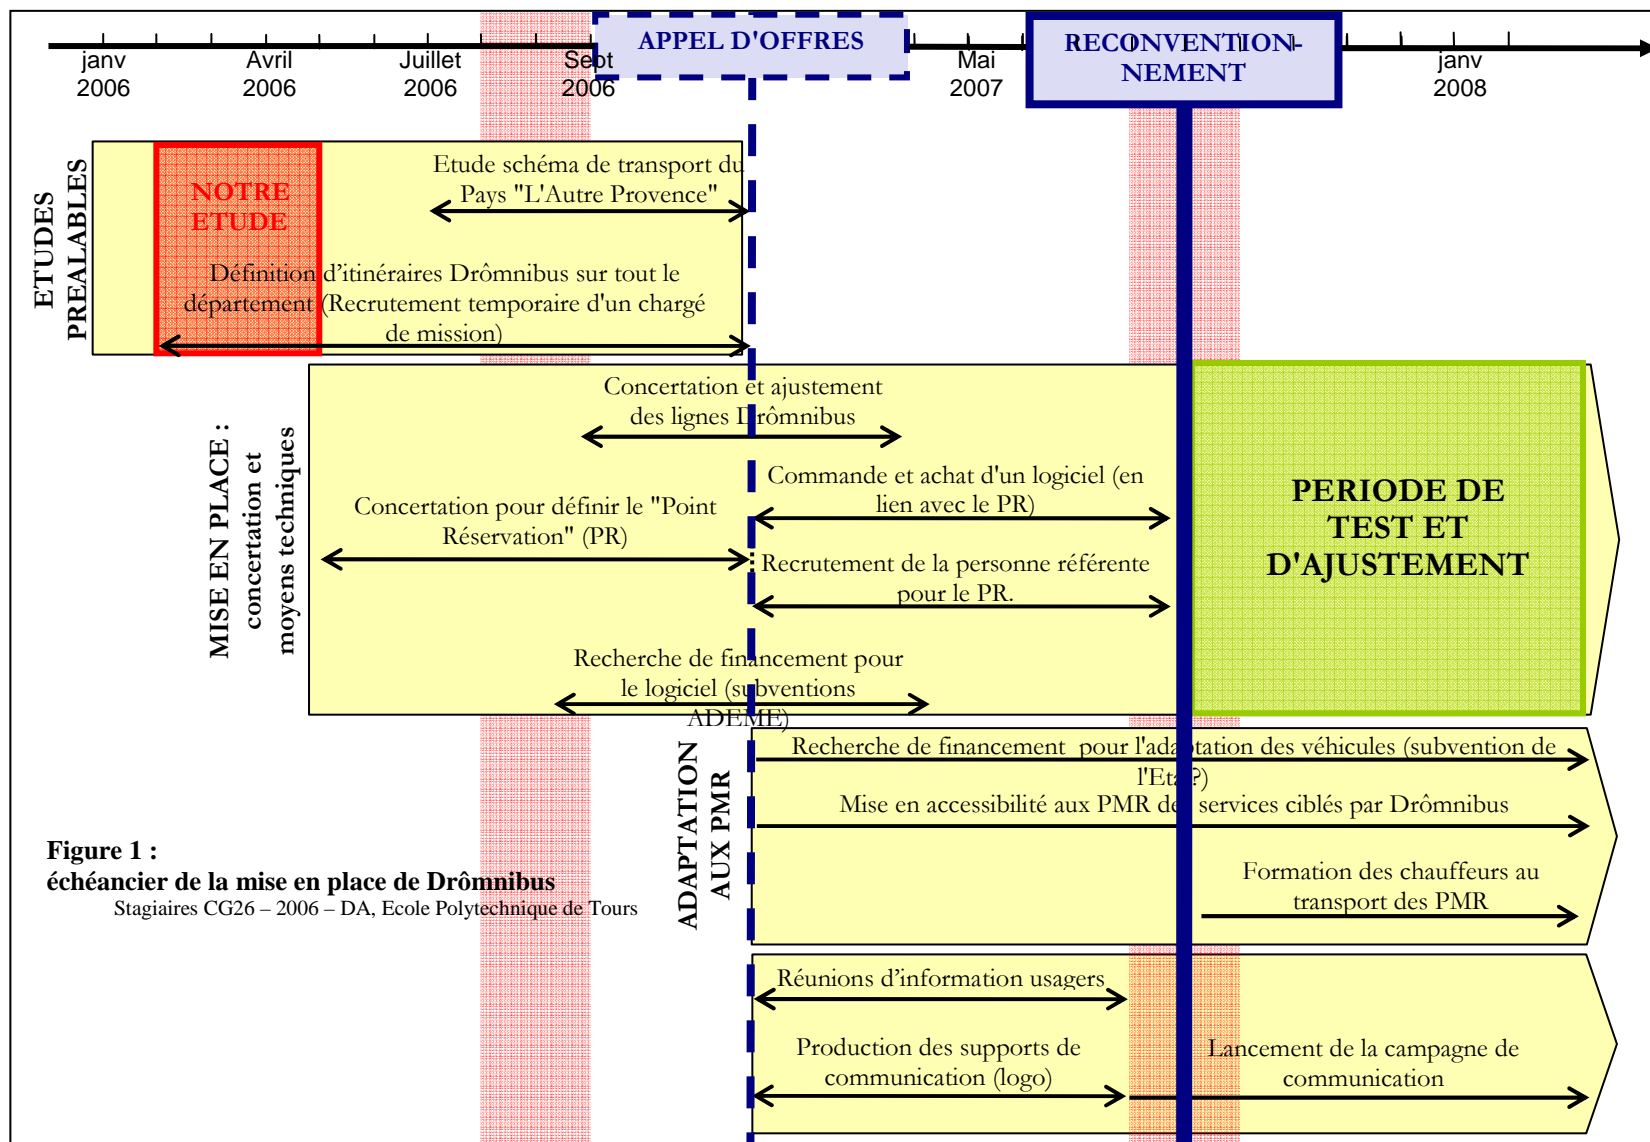 APPEL D'OFFRES
RECONVENTION-
NEMENT
janv
2006
Avril
2006
Juillet
2006
Sept
2006
Mai
2007
janv
2008
ETUDES
PREALABLES
NOTRE
ETUDE
Etude schéma de transport du
Pays "L'Autre Provence"
Définition d'itinéraires Drômnibus sur tout le
département (Recrutement temporaire d'un chargé
de mission)
MISE EN PLACE :
concertation et
moyens techniques
Concertation et ajustement
des lignes Drômnibus
Commande et achat d'un logiciel (en
lien avec le PR)
Concertation pour définir le "Point
Réservation" (PR)
Recrutement de la personne référente
pour le PR.
Recherche de financement pour
le logiciel (subventions
ADEME)
PERIODE DE
TEST ET
D'AJUSTEMENT
ADAPTATION
AUX PMR
Recherche de financement pour l'adaptation des véhicules (subvention de
l'Etat?)
Mise en accessibilité aux PMR des services ciblés par Drômnibus
Formation des chauffeurs au
transport des PMR
Figure 1 :
échéancier de la mise en place de Drômnibus
Stagiaires CG26 – 2006 – DA, Ecole Polytechnique de Tours
Réunions d'information usagers
Production des supports de
communication (logo)
Lancement de la campagne de
communication